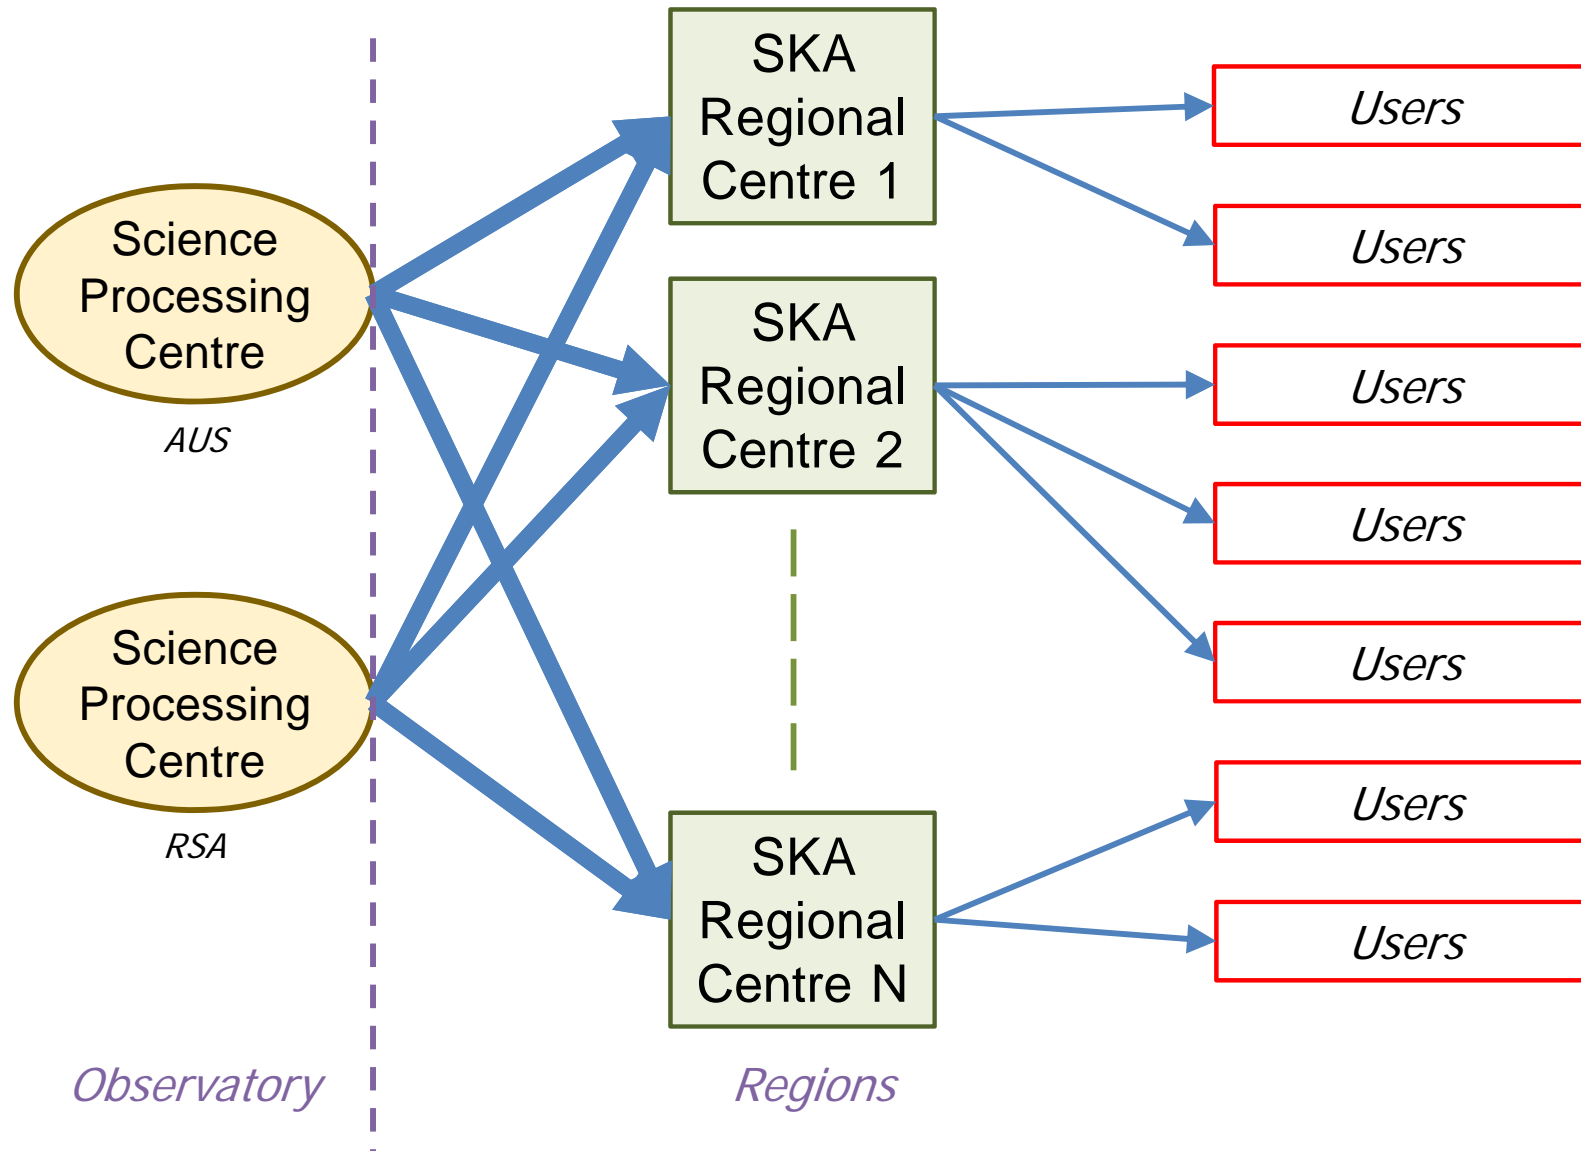 Science
Processing
Centre
AUS
Science
Processing
Centre
RSA
Observatory
SKA
Regional
Centre 1
SKA
Regional
Centre 2
SKA
Regional
Centre N
Regions
Users
Users
Users
Users
Users
Users
Users